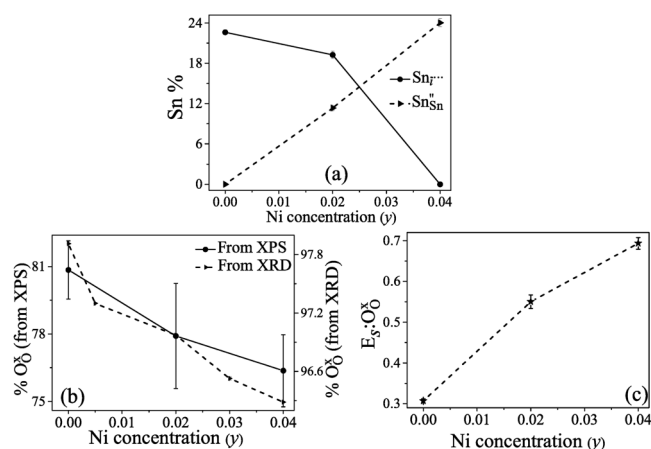 24
18
12
6
0
Sn %
Sn_i^{···}
Sn_{Sn}^{"}
(a)
0.00 0.01 0.02 0.03 0.04
Ni concentration (y)
81
78
75
% O_O^x (from XPS)
From XPS
From XRD
97.8
97.2
96.6
% O_O^x (from XRD)
(b)
0.00 0.01 0.02 0.03 0.04
Ni concentration (y)
0.7
0.6
0.5
0.4
0.3
E_s:O_O^x
(c)
0.00 0.01 0.02 0.03 0.04
Ni concentration (y)